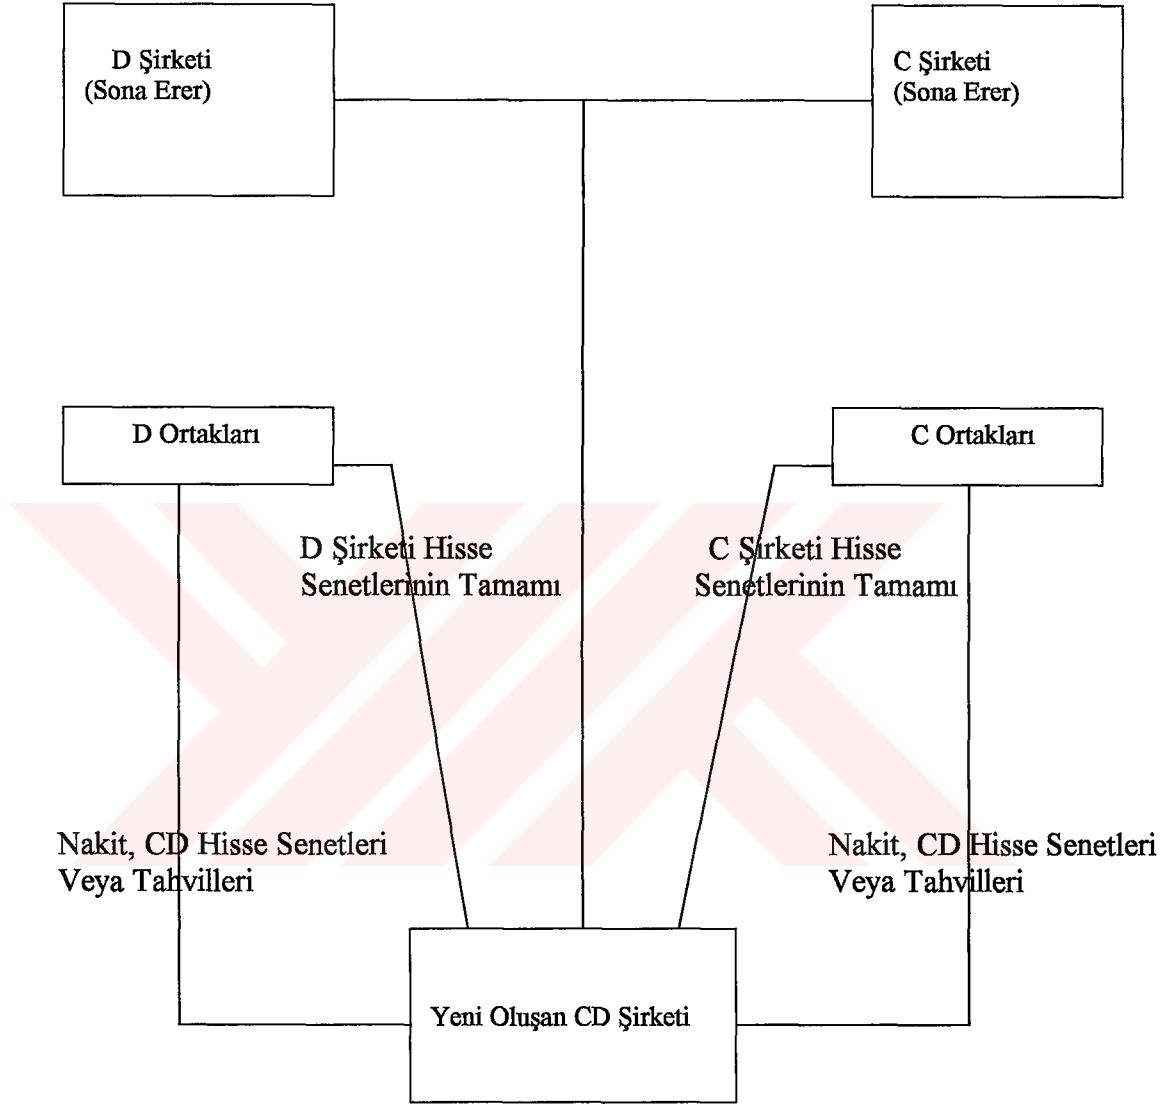 D Şirketi
(Sona Erer)
C Şirketi
(Sona Erer)
D Ortakları
C Ortakları
D Şirketi Hisse
Senetlerinin Tamamı
C Şirketi Hisse
Senetlerinin Tamamı
Nakit, CD Hisse Senetleri
Veya Tahvilleri
Nakit, CD Hisse Senetleri
Veya Tahvilleri
Yeni Oluşan CD Şirketi